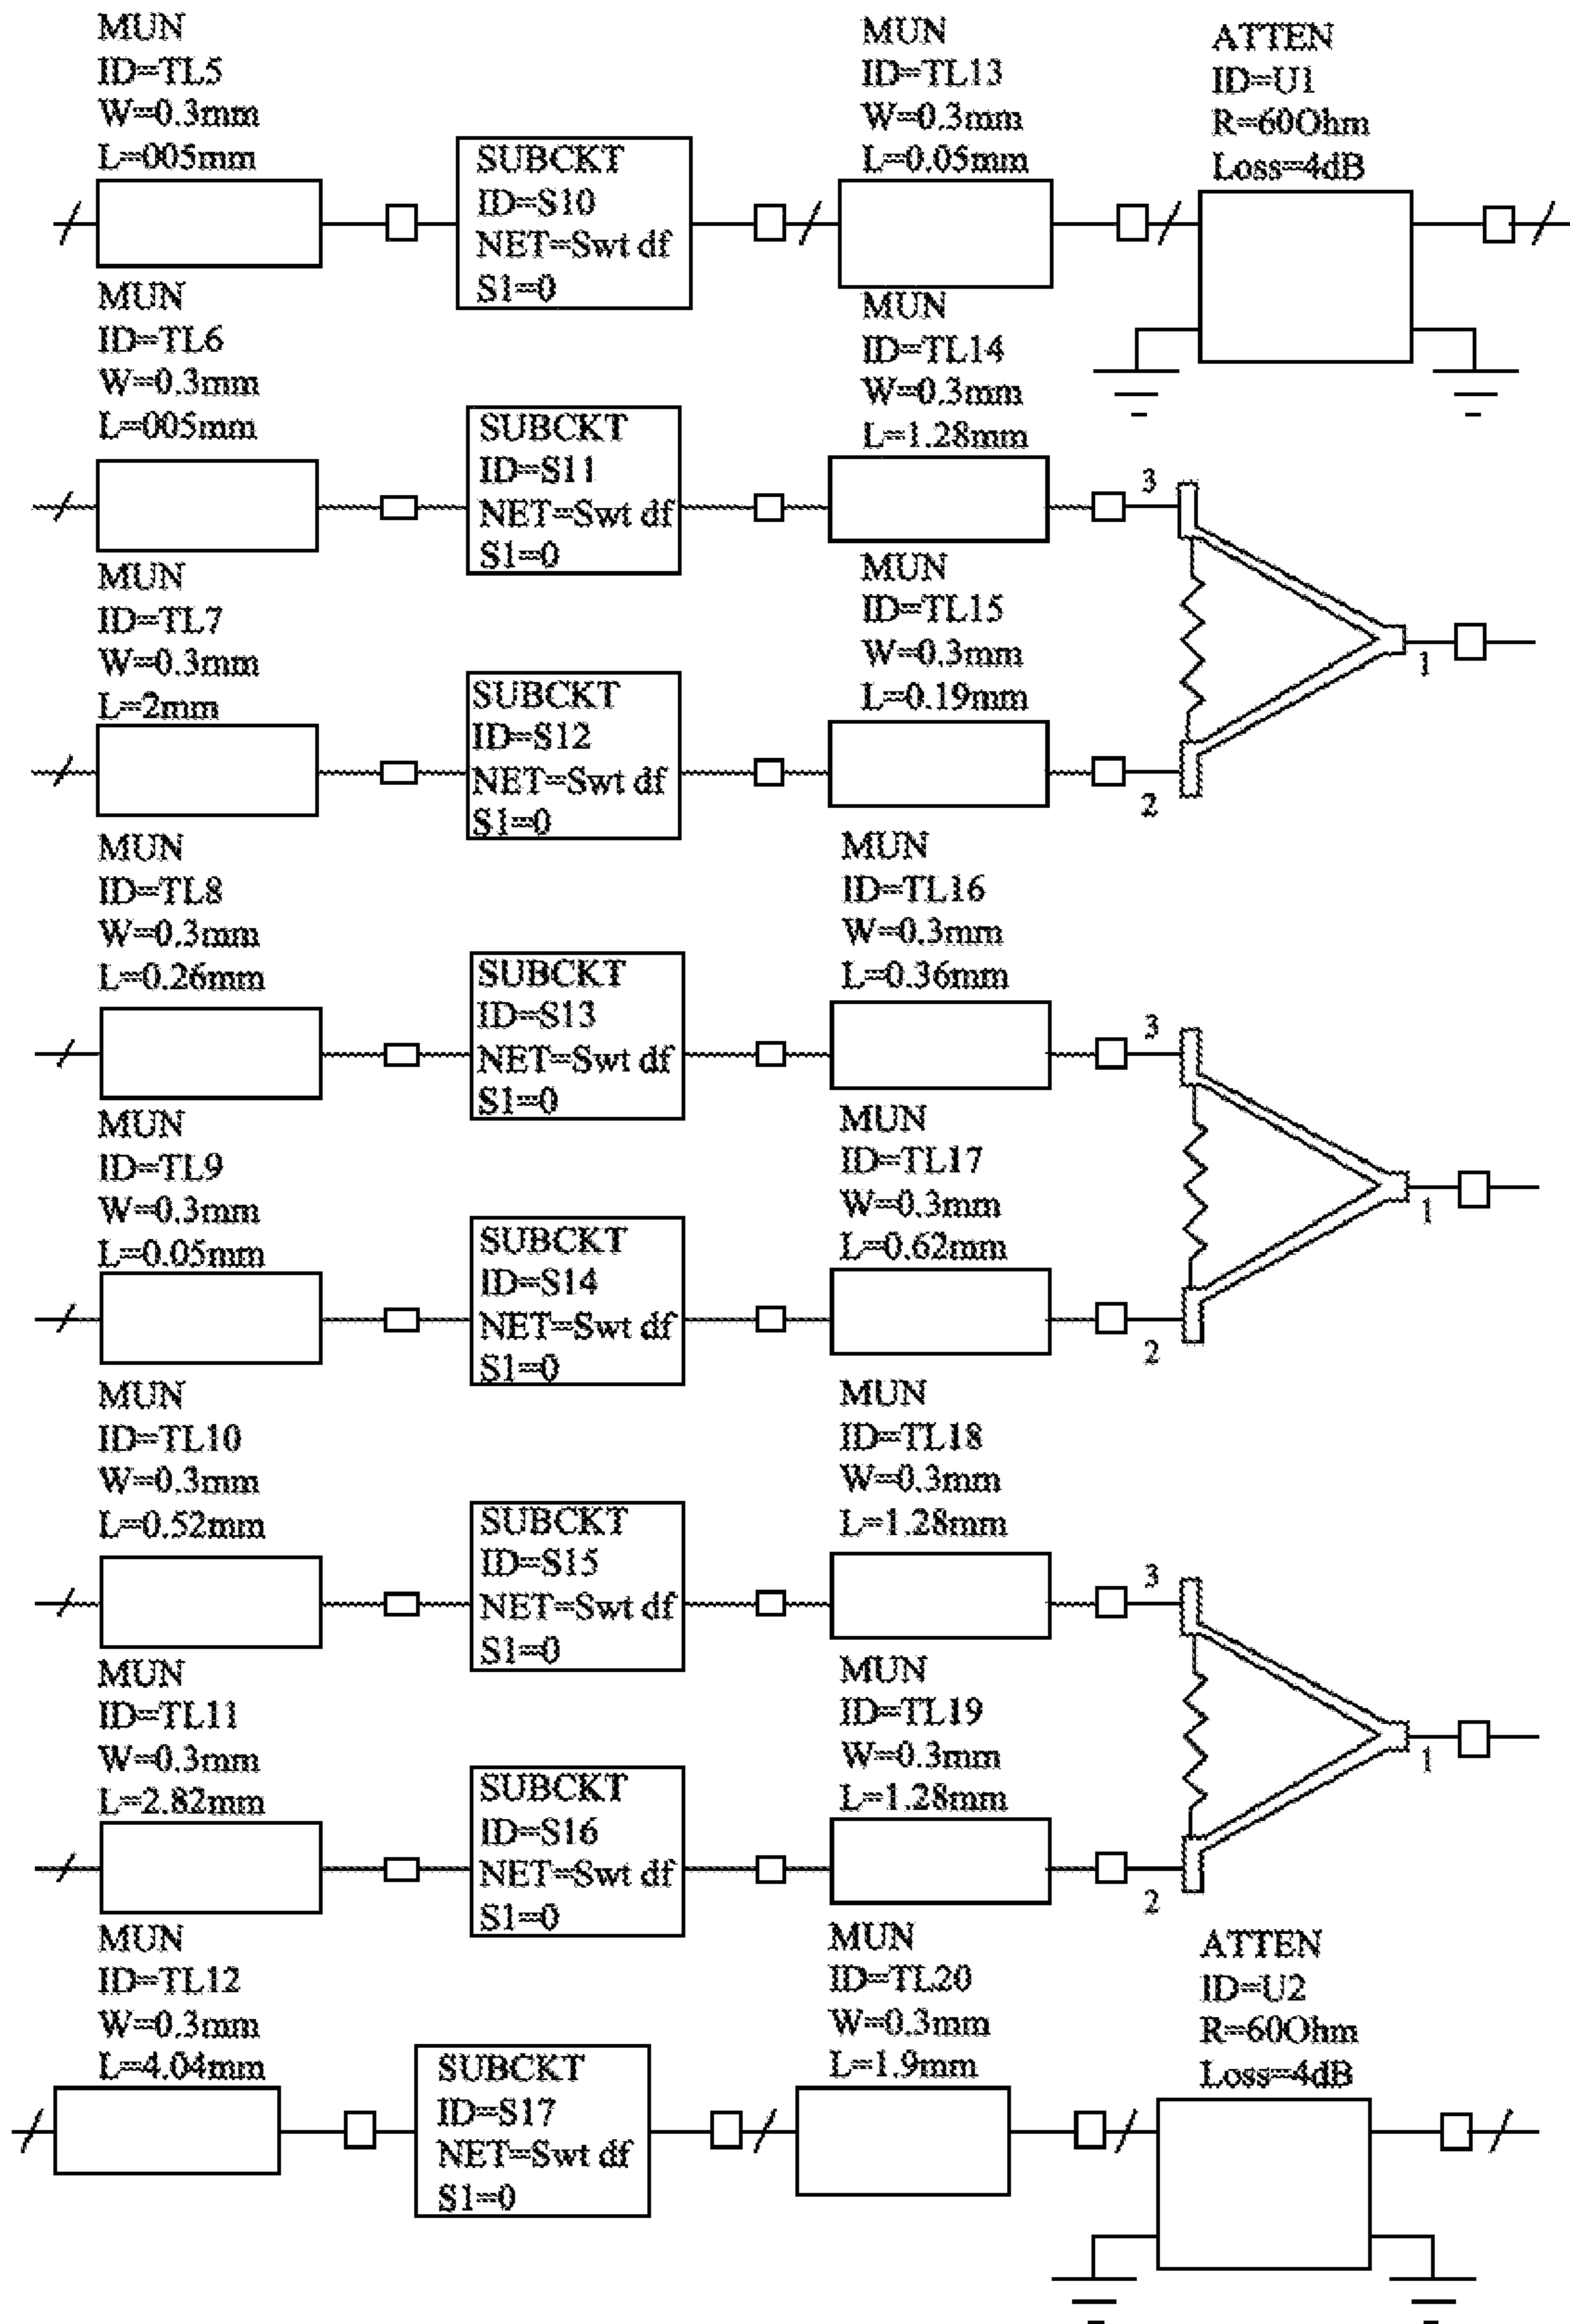 MUN
ID=TL5
W=0.3mm
L=005mm
SUBCKT
ID=S10
NET=Swt df
S1=0
MUN
ID=TL13
W=0.3mm
L=0.05mm
ATTEN
ID=U1
R=60Ohm
Loss=4dB
MUN
ID=TL6
W=0.3mm
L=005mm
SUBCKT
ID=S11
NET=Swt df
S1=0
MUN
ID=TL14
W=0.3mm
L=1.28mm
3
MUN
ID=TL7
W=0.3mm
L=2mm
SUBCKT
ID=S12
NET=Swt df
S1=0
MUN
ID=TL15
W=0.3mm
L=0.19mm
1
2
MUN
ID=TL8
W=0.3mm
L=0.26mm
SUBCKT
ID=S13
NET=Swt df
S1=0
MUN
ID=TL16
W=0.3mm
L=0.36mm
3
MUN
ID=TL9
W=0.3mm
L=0.05mm
SUBCKT
ID=S14
NET=Swt df
S1=0
MUN
ID=TL17
W=0.3mm
L=0.62mm
1
2
MUN
ID=TL10
W=0.3mm
L=0.52mm
SUBCKT
ID=S15
NET=Swt df
S1=0
MUN
ID=TL18
W=0.3mm
L=1.28mm
3
MUN
ID=TL11
W=0.3mm
L=2.82mm
SUBCKT
ID=S16
NET=Swt df
S1=0
MUN
ID=TL19
W=0.3mm
L=1.28mm
1
2
MUN
ID=TL12
W=0.3mm
L=4.04mm
SUBCKT
ID=S17
NET=Swt df
S1=0
MUN
ID=TL20
W=0.3mm
L=1.9mm
ATTEN
ID=U2
R=60Ohm
Loss=4dB